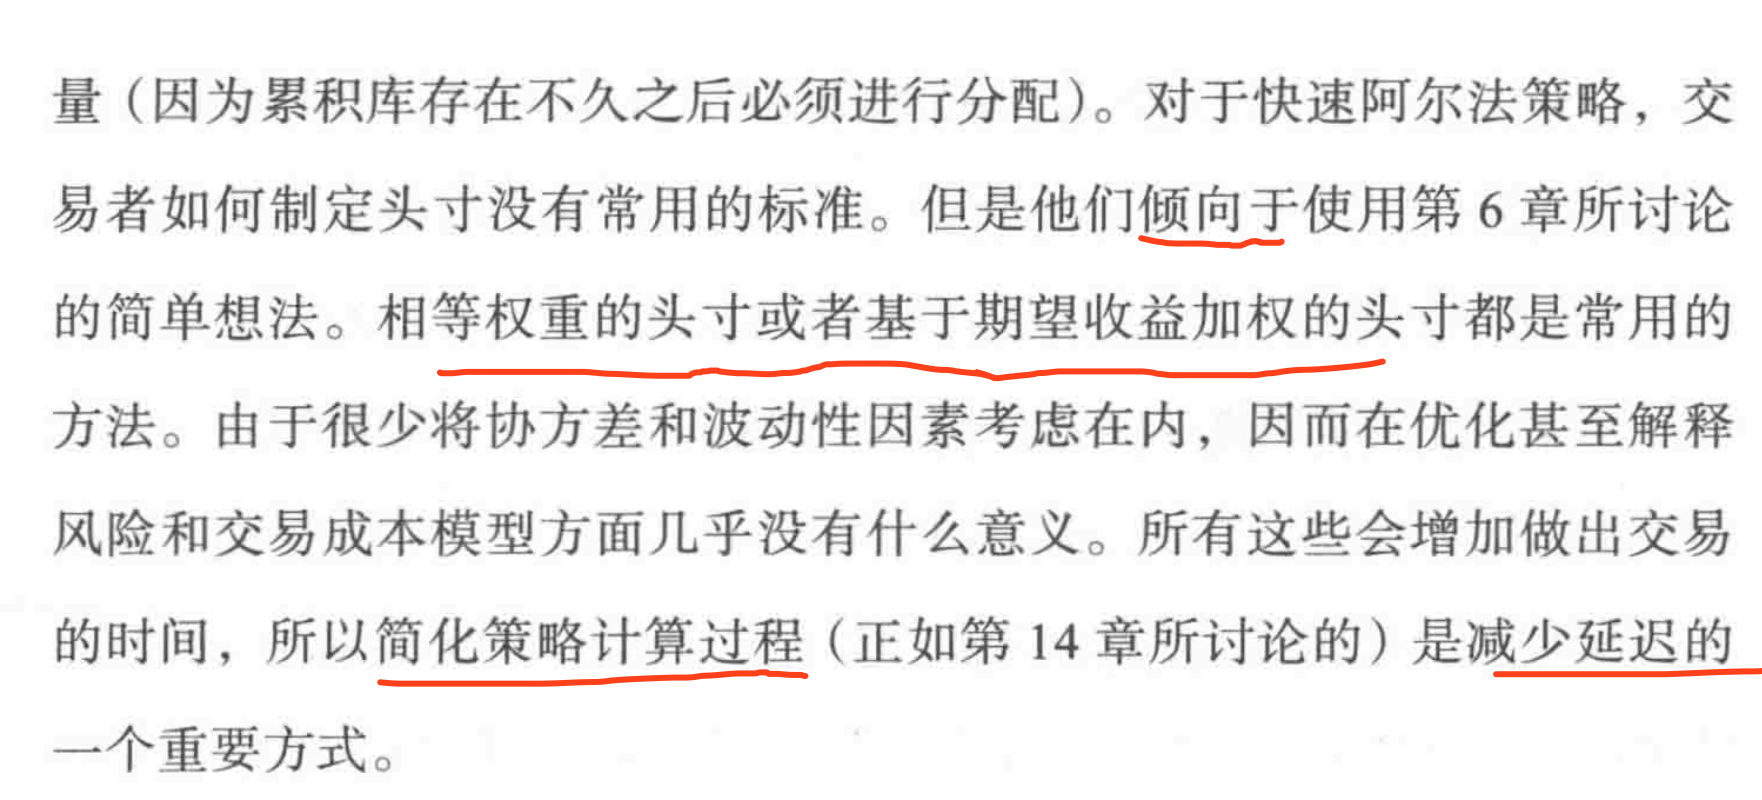 量（因为累积库存在不久之后必须进行分配）。对于快速阿尔法策略，交
易者如何制定头寸没有常用的标准。但是他们倾向于使用第 6 章所讨论
的简单想法。相等权重的头寸或者基于期望收益加权的头寸都是常用的
方法。由于很少将协方差和波动性因素考虑在内，因而在优化甚至解释
风险和交易成本模型方面几乎没有什么意义。所有这些会增加做出交易
的时间，所以简化策略计算过程（正如第 14 章所讨论的）是减少延迟的
一个重要方式。